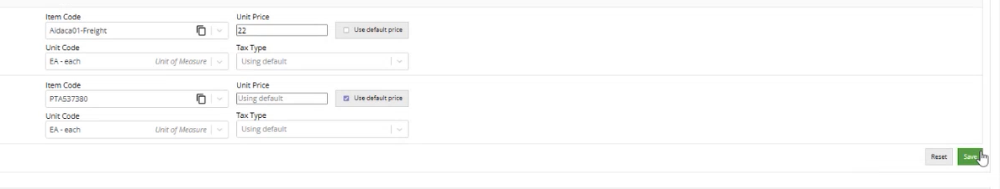 Item Code Unit Price
Aidaca01-Freight 22 Use default price
Unit Code Tax Type
EA - each Unit of Measure Using default
Item Code Unit Price
PTA537380 Using default Use default price
Unit Code Tax Type
EA - each Unit of Measure Using default
Reset Save